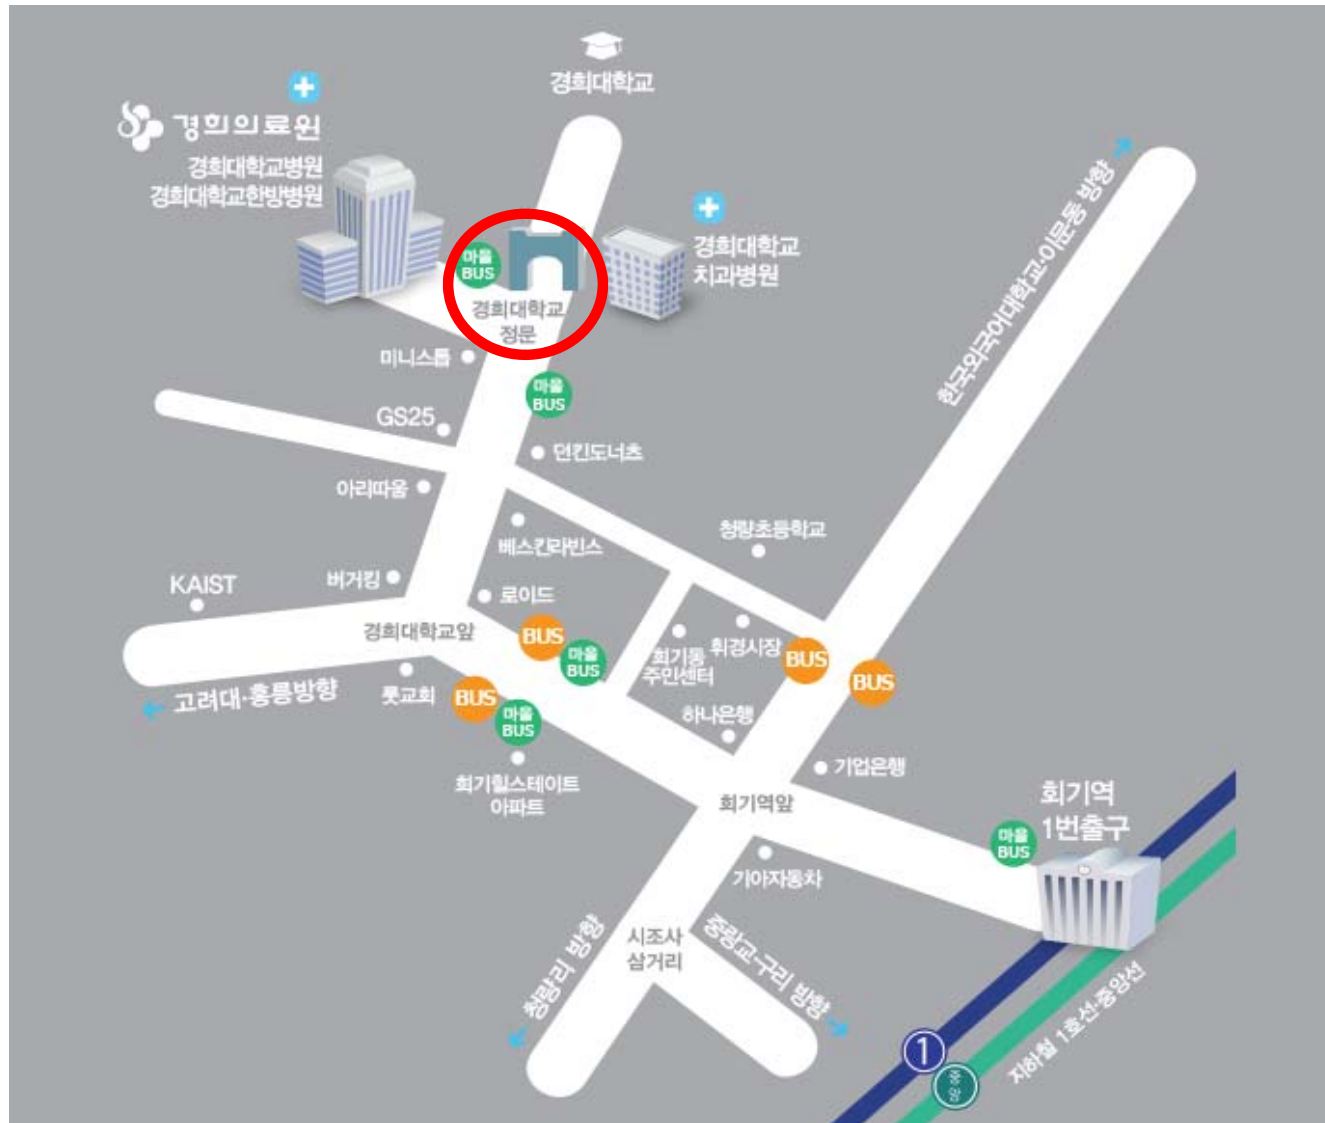 경희대학교
경희의료원
경희대학교병원
경희대학교한방병원
마을
BUS
경희대학교
치과병원
경희대학교
정문
한국외국어대학교·이문동 방향
미니스톱
마을
BUS
GS25
던킨도너츠
아리따움
베스킨라빈스
청량초등학교
KAIST
버거킹
로이드
경희대학교앞
BUS
마을
BUS
회기동
주민센터
휘경시장
BUS
BUS
고려대·홍릉방향
룻교회
BUS
마을
BUS
하나은행
회기힐스테이트
아파트
기업은행
회기역앞
회기역
1번출구
마을
BUS
기아자동차
시조사
삼거리
청량리 방향
중랑교·구리 방향
지하철 1호선·중앙선
1
중앙